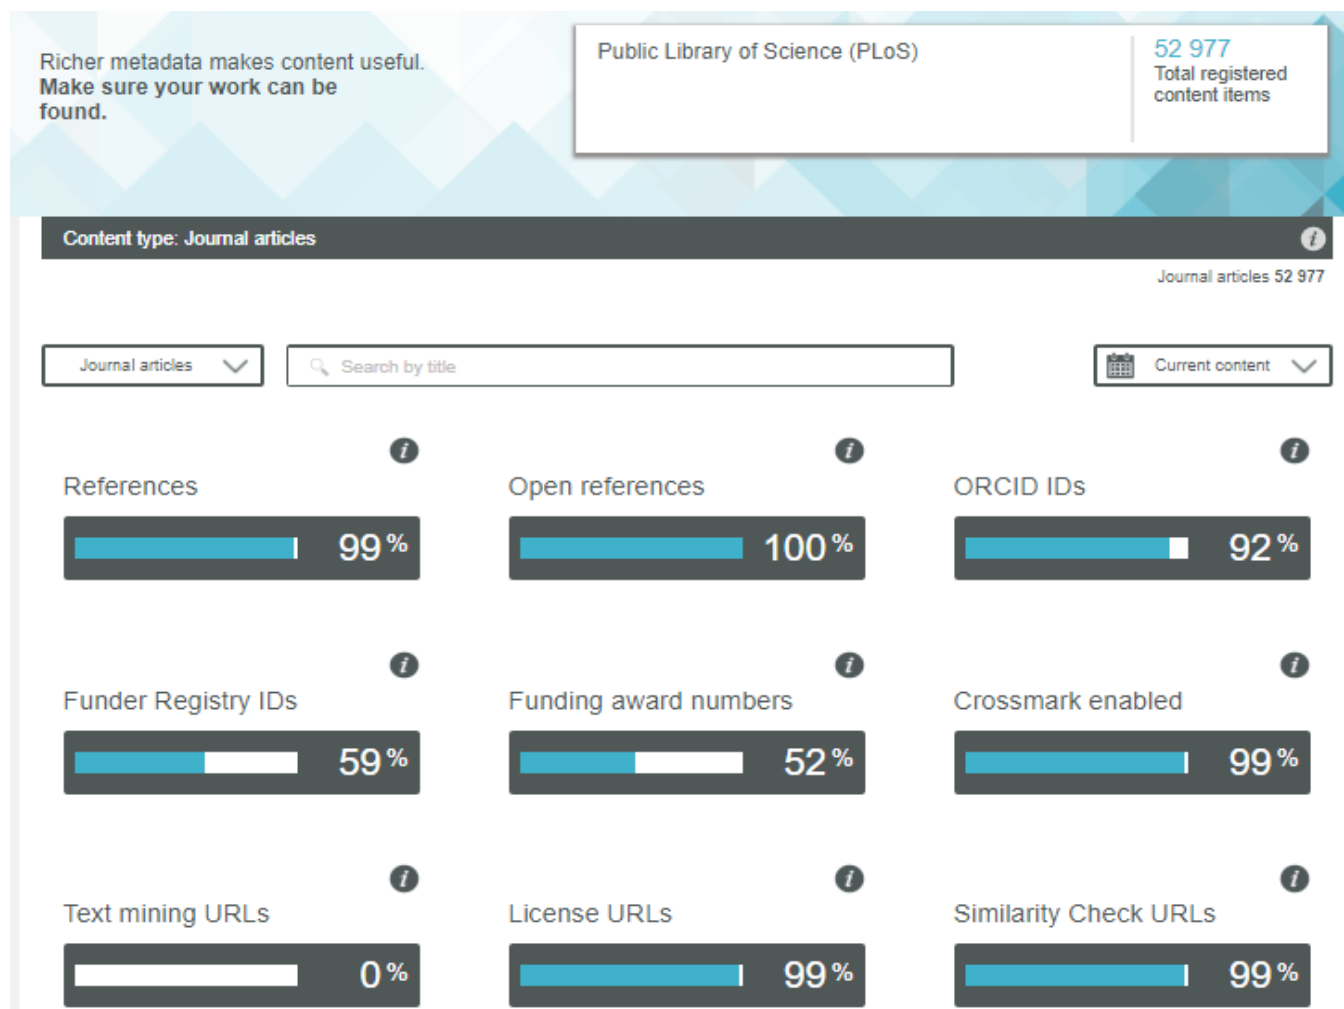 Richer metadata makes content useful.
Make sure your work can be
found.
Public Library of Science (PLoS)
52 977
Total registered
content items
Content type: Journal articles
Journal articles 52 977
Journal articles
Search by title
Current content
References
99 %
Open references
100 %
ORCID IDs
92 %
Funder Registry IDs
59 %
Funding award numbers
52 %
Crossmark enabled
99 %
Text mining URLs
0 %
License URLs
99 %
Similarity Check URLs
99 %